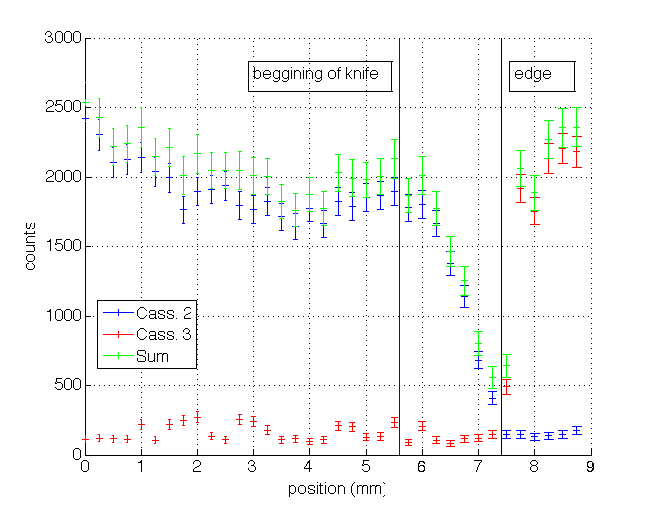 3000
beggining of knife
edge
2500
2000
counts
1500
1000
Cass. 2
Cass. 3
Sum
500
0
0 1 2 3 4 5 6 7 8 9
position (mm)